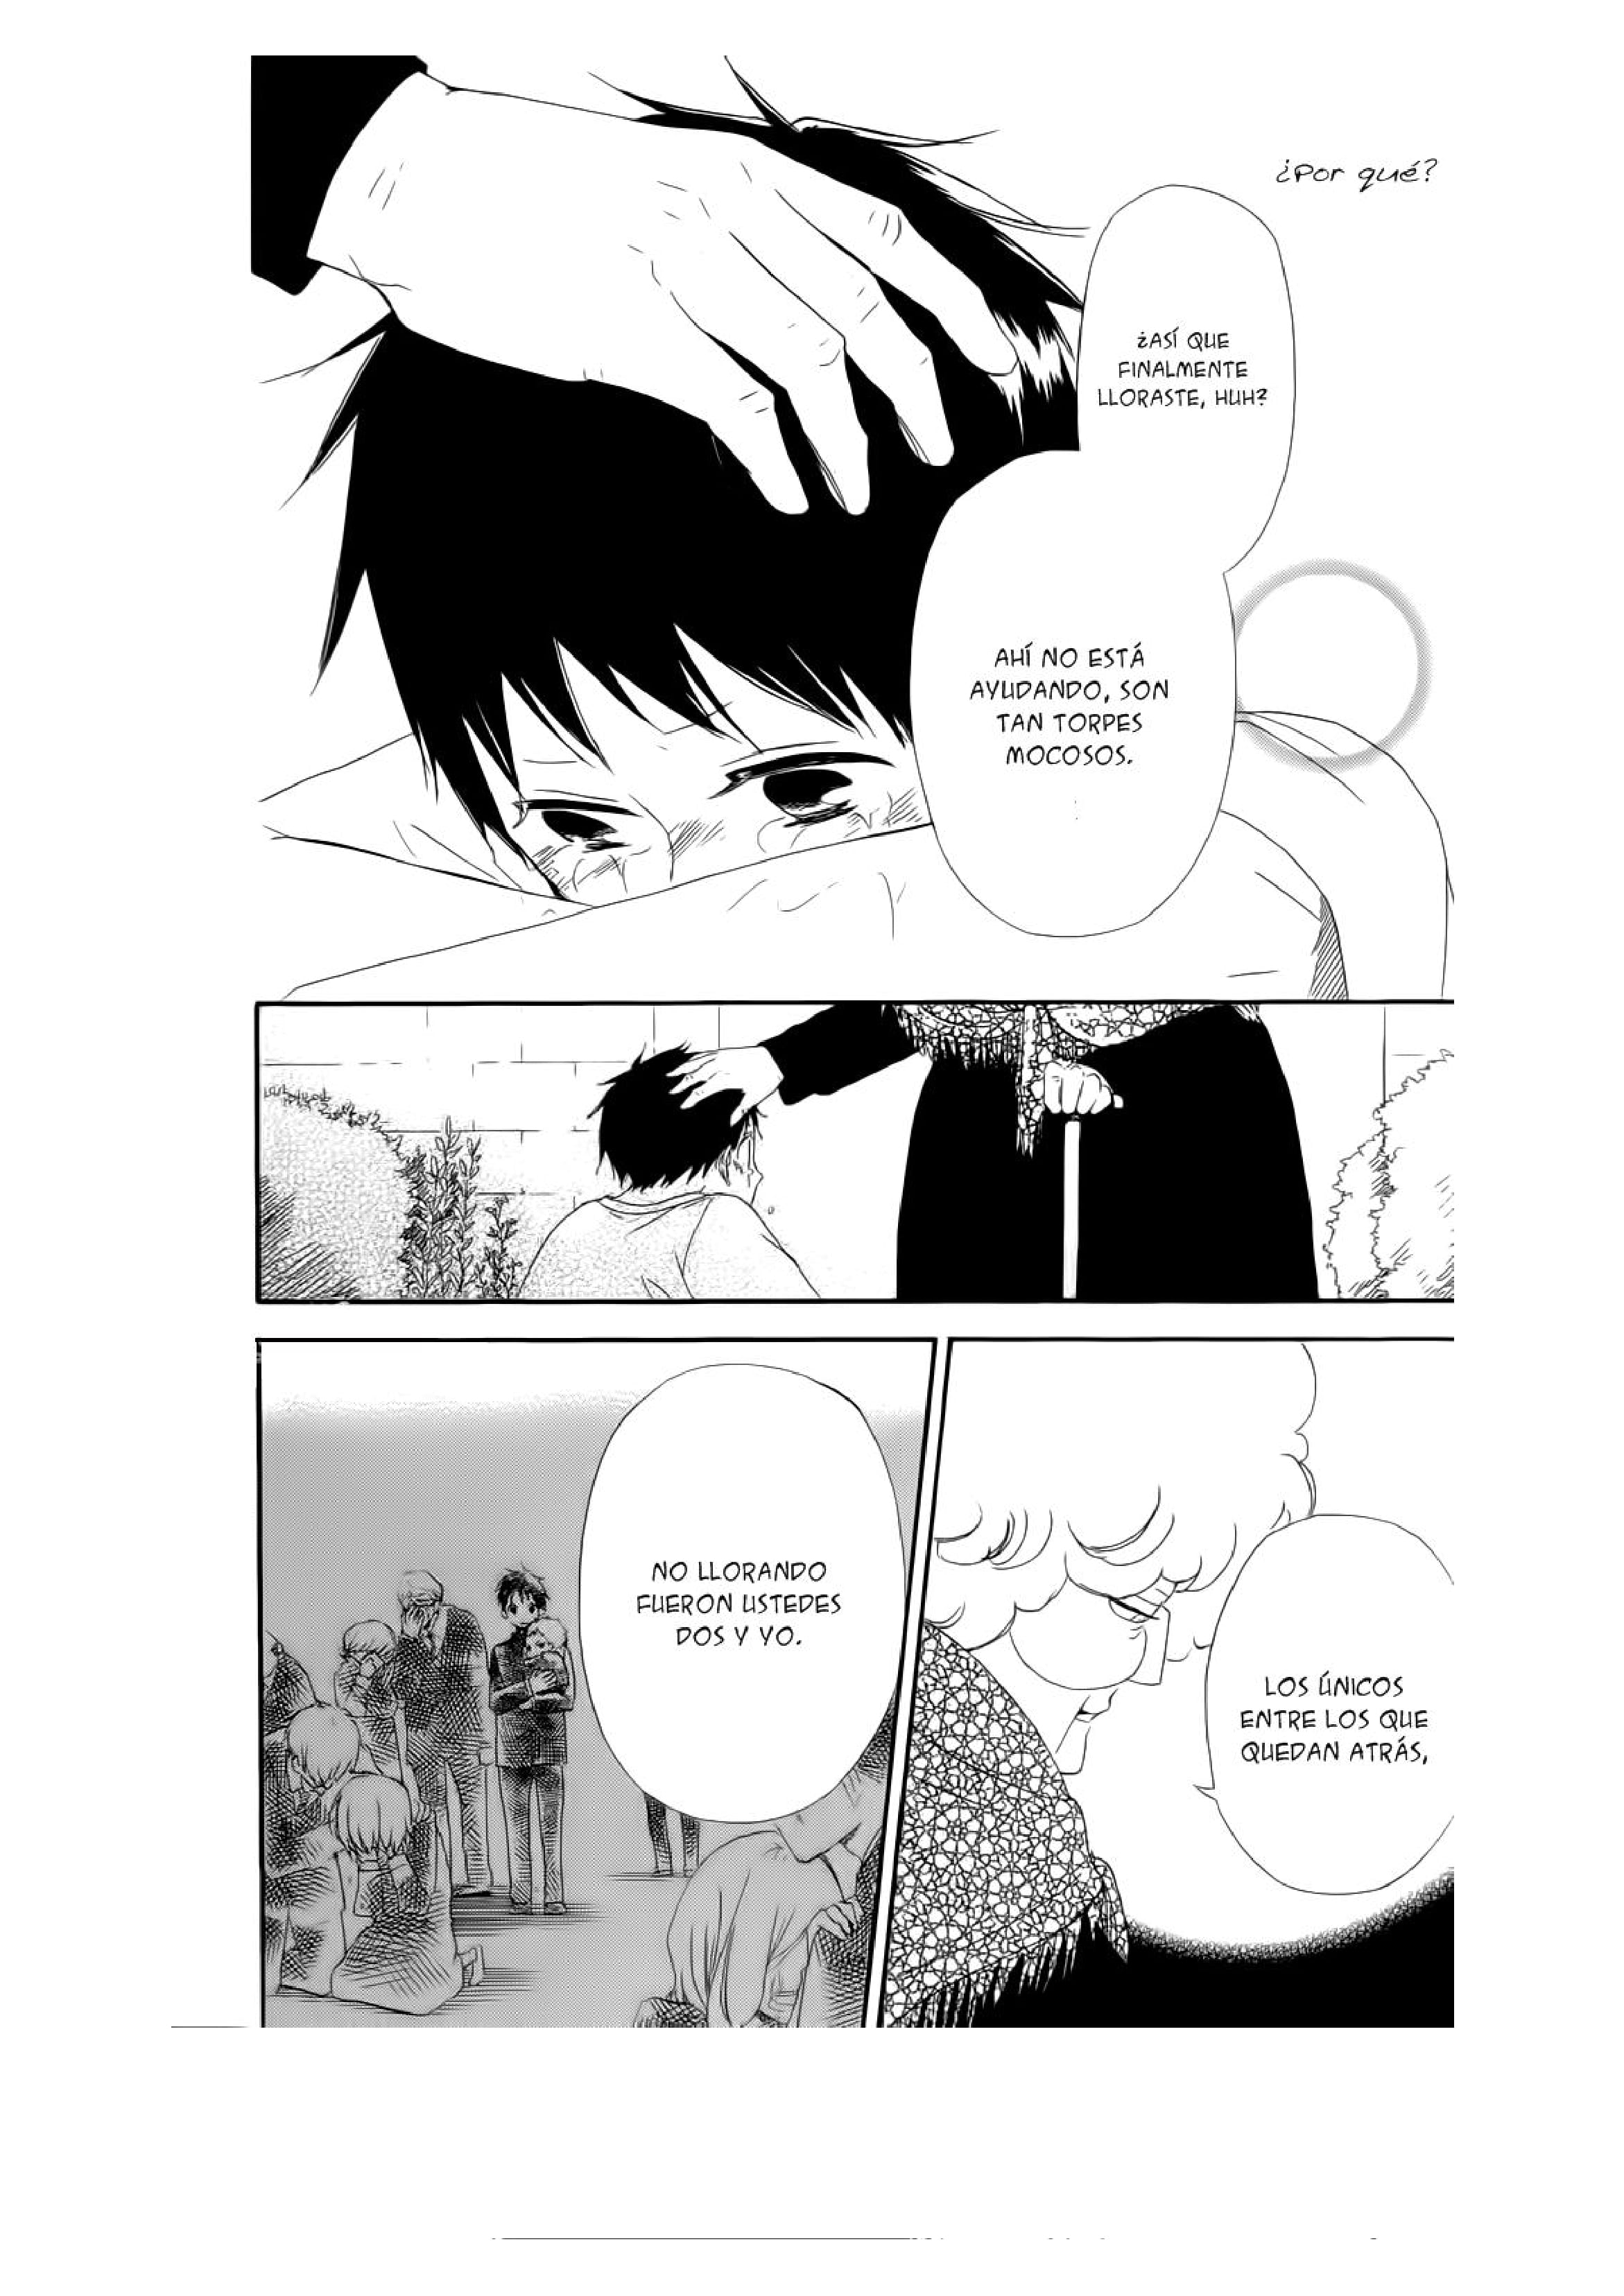 ¿Por qué?
¿ASÍ QUE
FINALMENTE
LLORASTE, HUH?
AHÍ NO ESTÁ
AYUDANDO, SON
TAN TORPES
MOCOSOS.
LOS ÚNICOS
ENTRE LOS QUE
QUEDAN ATRÁS,
NO LLORANDO
FUERON USTEDES
DOS Y YO.